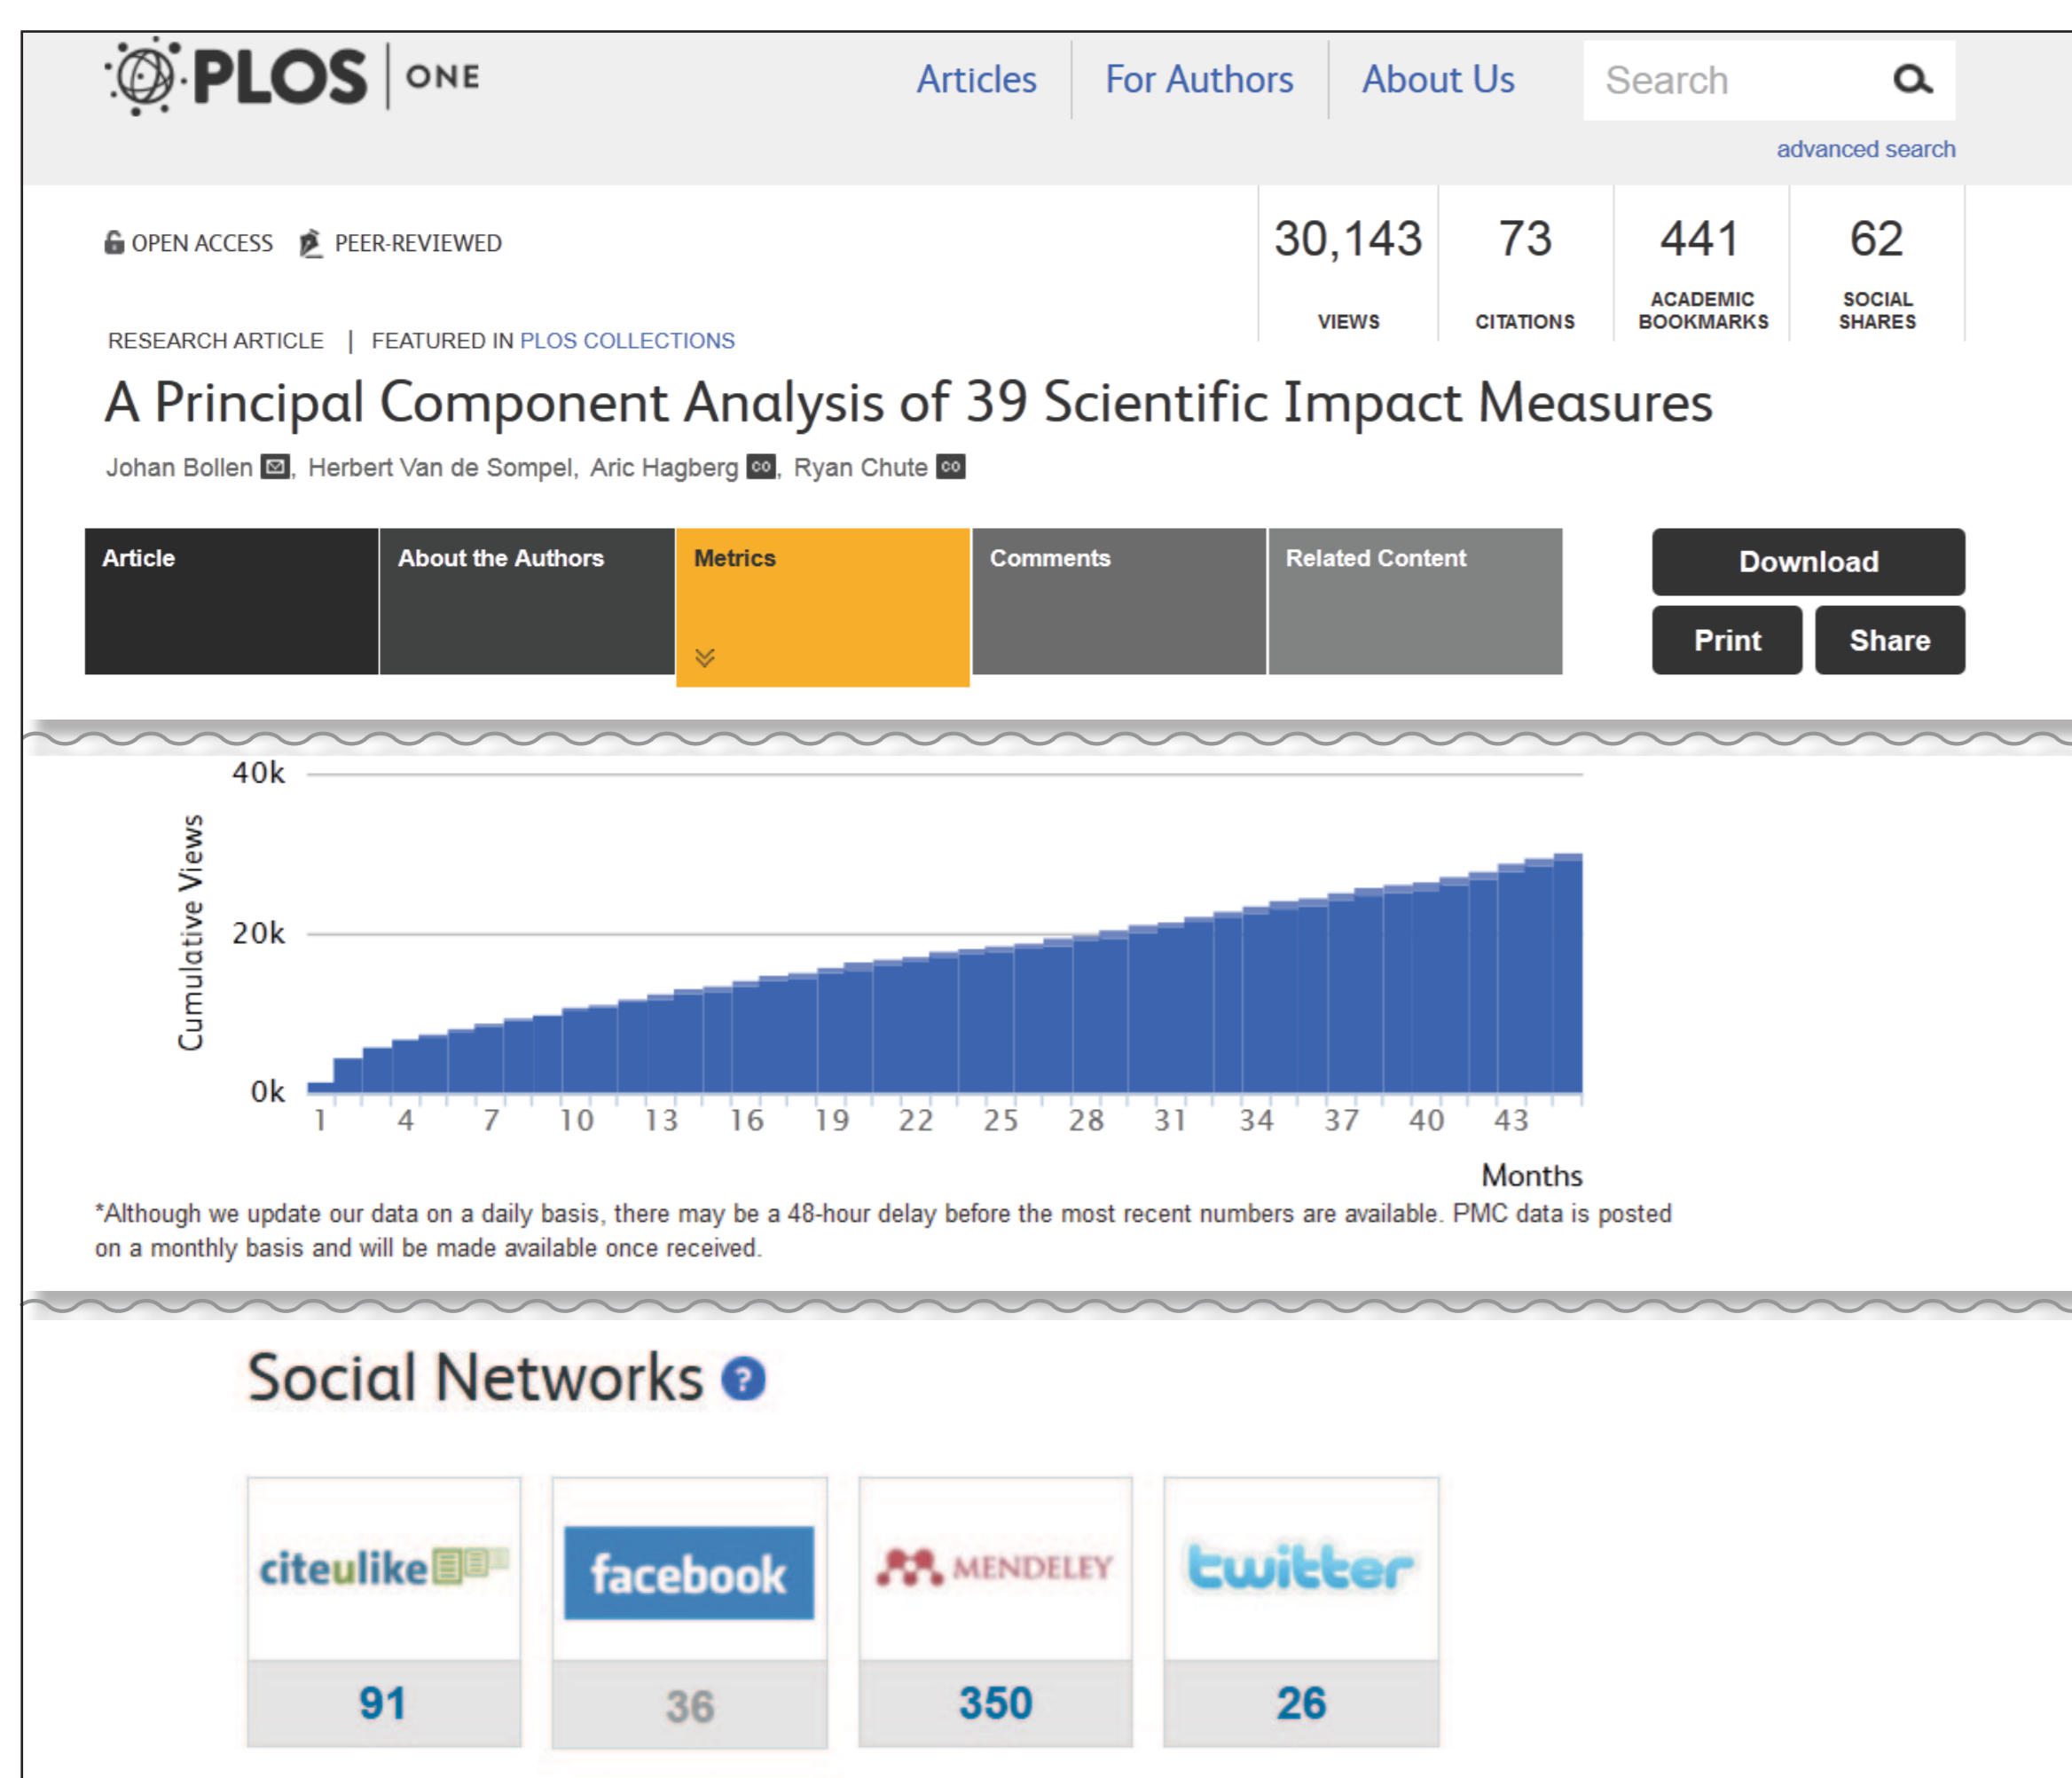 PLOS ONE
Articles For Authors About Us Search
advanced search
OPEN ACCESS PEER-REVIEWED
30,143 73 441 62
VIEWS CITATIONS ACADEMIC BOOKMARKS SOCIAL SHARES
RESEARCH ARTICLE | FEATURED IN PLOS COLLECTIONS
A Principal Component Analysis of 39 Scientific Impact Measures
Johan Bollen, Herbert Van de Sompel, Aric Hagberg co, Ryan Chute co
Article About the Authors Metrics Comments Related Content
Download
Print Share
40k
Cumulative Views
20k
0k
1 4 7 10 13 16 19 22 25 28 31 34 37 40 43
Months
*Although we update our data on a daily basis, there may be a 48-hour delay before the most recent numbers are available. PMC data is posted
on a monthly basis and will be made available once received.
Social Networks ?
citeulike facebook MENDELEY twitter
91 36 350 26